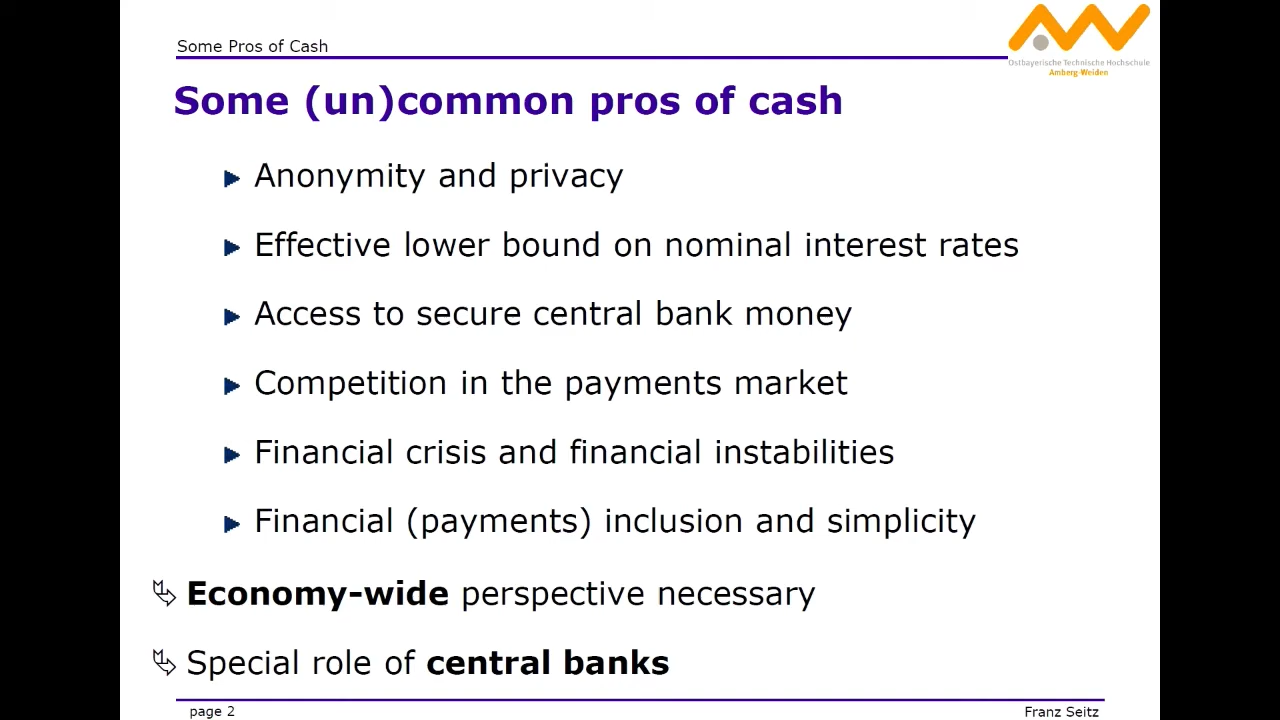 Some Pros of Cash
Ostbayerische Technische Hochschule
Amberg-Weiden
Some (un)common pros of cash
Anonymity and privacy
Effective lower bound on nominal interest rates
Access to secure central bank money
Competition in the payments market
Financial crisis and financial instabilities
Financial (payments) inclusion and simplicity
Economy-wide perspective necessary
Special role of central banks
page 2
Franz Seitz